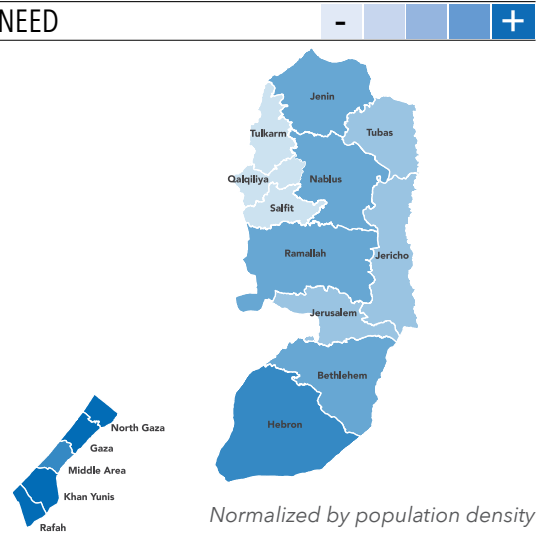 NEED
- +
Jenin
Tulkarm
Tubas
Qalqiliya
Nablus
Salfit
Ramallah
Jericho
Jerusalem
Bethlehem
Hebron
North Gaza
Gaza
Middle Area
Khan Yunis
Rafah
Normalized by population density